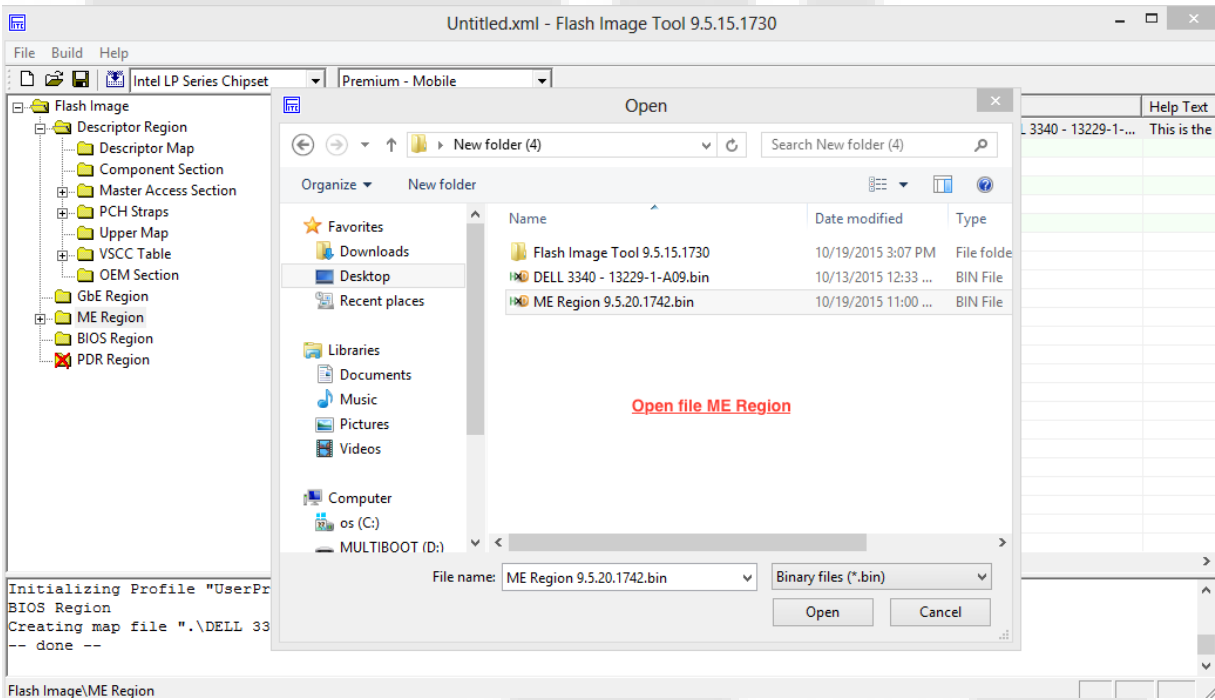 Untitled.xml - Flash Image Tool 9.5.15.1730
File Build Help
Intel LP Series Chipset Premium - Mobile
Flash Image
Descriptor Region
Descriptor Map
Component Section
Master Access Section
PCH Straps
Upper Map
VSCC Table
OEM Section
GbE Region
ME Region
BIOS Region
PDR Region
Help Text
L 3340 - 13229-1-... This is the
Open
New folder (4) Search New folder (4)
Organize New folder
Favorites
Downloads
Desktop
Recent places
Libraries
Documents
Music
Pictures
Videos
Computer
os (C:)
MULTIBOOT (D:)
Name Date modified Type
Flash Image Tool 9.5.15.1730 10/19/2015 3:07 PM File folde
DELL 3340 - 13229-1-A09.bin 10/13/2015 12:33 ... BIN File
ME Region 9.5.20.1742.bin 10/19/2015 11:00 ... BIN File
Open file ME Region
File name: ME Region 9.5.20.1742.bin Binary files (*.bin)
Open Cancel
Initializing Profile "UserPr
BIOS Region
Creating map file ".\DELL 33
-- done --
Flash Image\ME Region